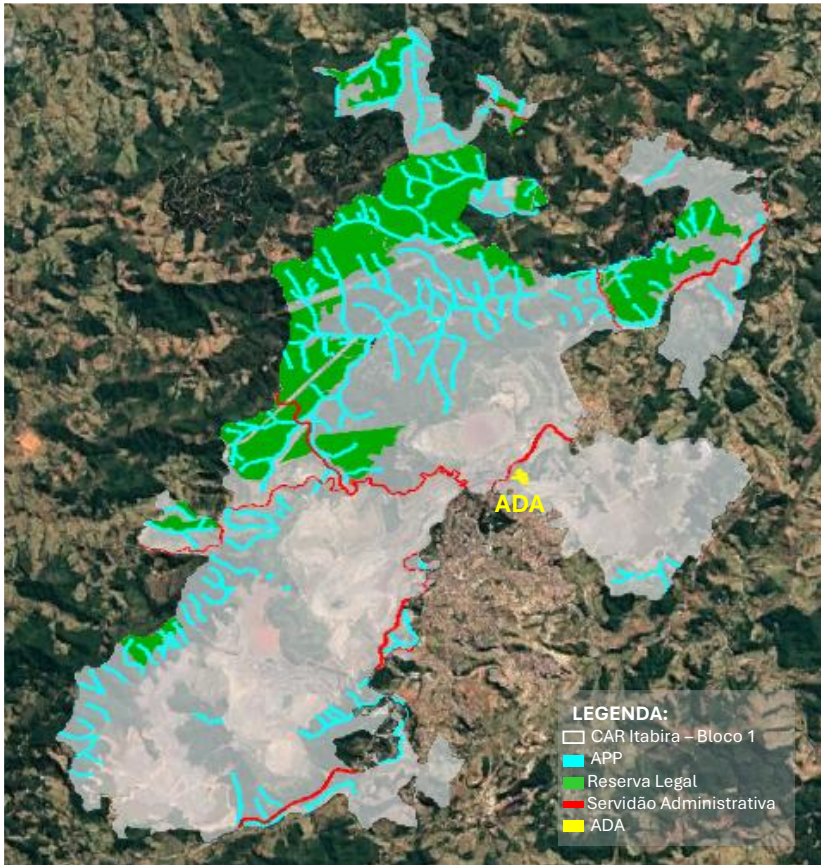 ADA
LEGENDA:
CAR Itabira – Bloco 1
APP
Reserva Legal
Servidão Administrativa
ADA